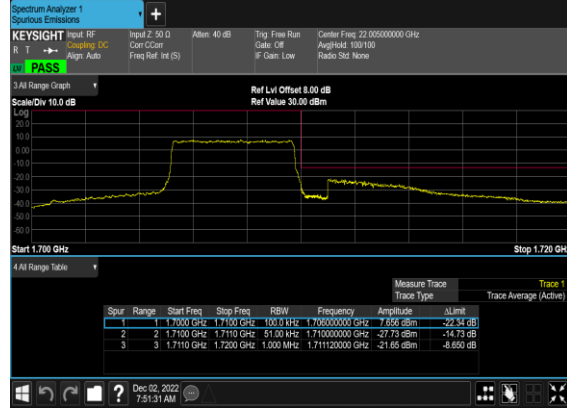 Spectrum Analyzer 1
Spurious Emissions
+
KEYSIGHT Input: RF Input Z: 50 Ω Atten: 40 dB Trig: Free Run Center Freq: 22.005000000 GHz
R T Coupling: DC Corr CCorr Gate: Off Avg|Hold: 100/100
Align: Auto Freq Ref: Int (S) IF Gain: Low Radio Std: None
LW PASS
3 All Range Graph
Ref Lvl Offset 8.00 dB
Scale/Div 10.0 dB Ref Value 30.00 dBm
Log
20.0
10.0
0.00
-10.0
-20.0
-30.0
-40.0
-50.0
-60.0
Start 1.700 GHz Stop 1.720 GH
4 All Range Table
Measure Trace Trace 1
Trace Type Trace Average (Active)
Spur Range Start Freq Stop Freq RBW Frequency Amplitude ΔLimit
1 1 1.7000 GHz 1.7100 GHz 100.0 kHz 1.706000000 GHz 7.656 dBm -22.34 dB
2 2 1.7100 GHz 1.7110 GHz 51.00 kHz 1.710000000 GHz -27.73 dBm -14.73 dB
3 3 1.7110 GHz 1.7200 GHz 1.000 MHz 1.711120000 GHz -21.65 dBm -8.650 dB
? Dec 02, 2022
7:51:31 AM